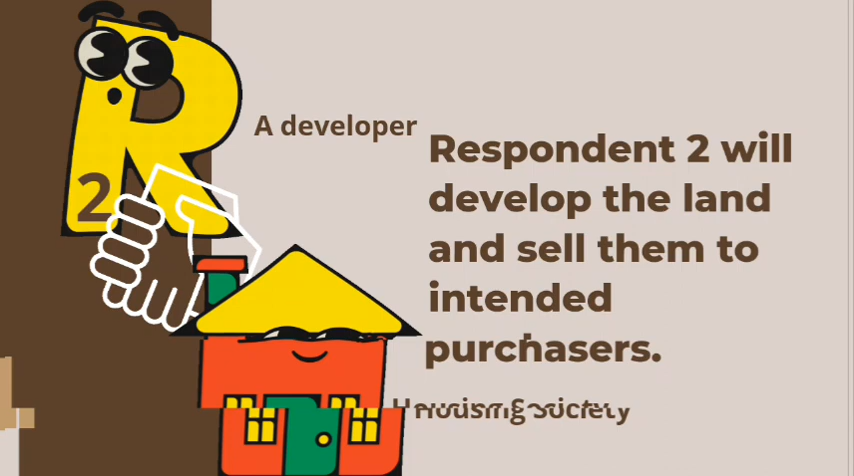 R
2
A developer
Respondent 2 will
develop the land
and sell them to
intended
purchasers.